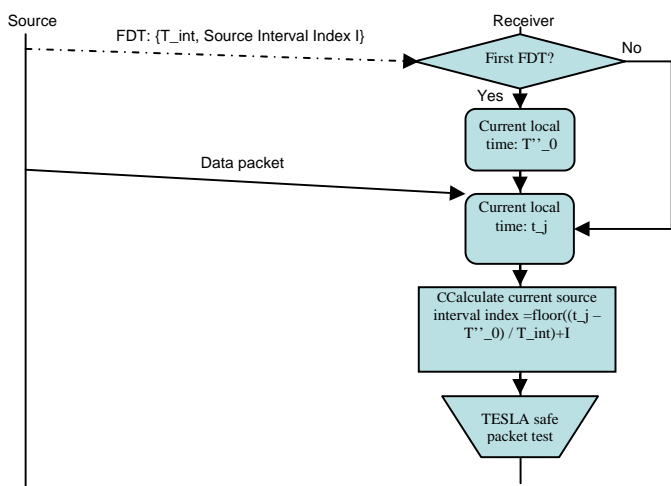 Source
Receiver
FDT: {T_int, Source Interval Index I}
First FDT?
No
Yes
Current local
time: T’’_0
Data packet
Current local
time: t_j
CCalculate current source
interval index =floor((t_j –
T’’_0) / T_int)+I
TESLA safe
packet test